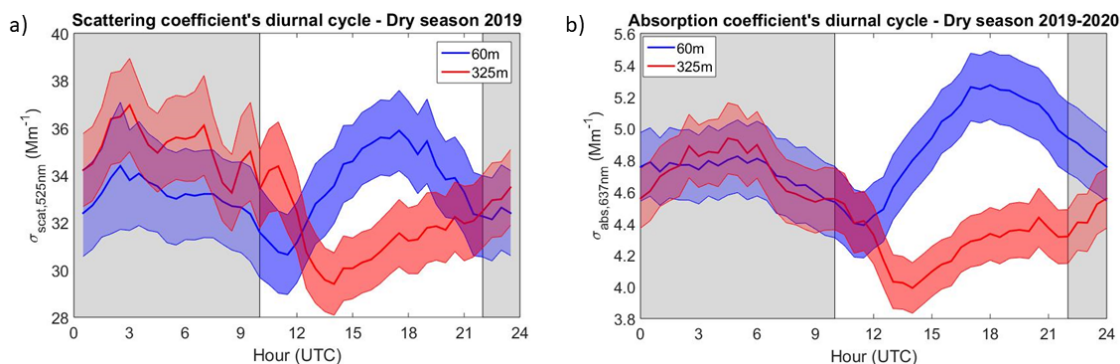 a)
Scattering coefficient's diurnal cycle - Dry season 2019
40
38
36
34
32
30
28
σscat,525nm (Mm-1)
60m
325m
0
3
6
9
12
15
18
21
24
Hour (UTC)
b)
Absorption coefficient's diurnal cycle - Dry season 2019-2020
5.6
5.4
5.2
5.0
4.8
4.6
4.4
4.2
4.0
3.8
σabs,637nm (Mm-1)
60m
325m
0
3
6
9
12
15
18
21
24
Hour (UTC)